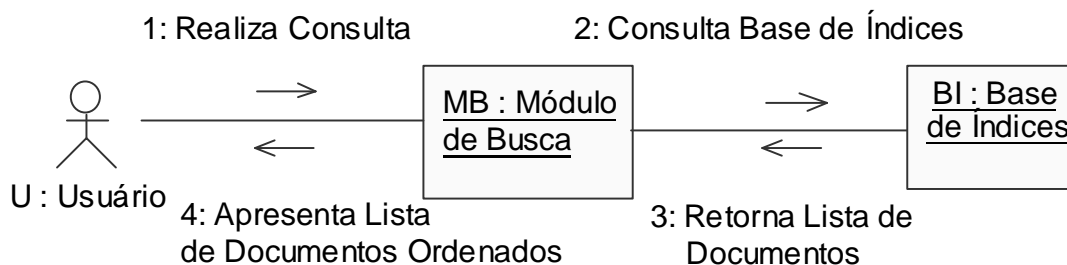 1: Realiza Consulta
2: Consulta Base de Índices
MB : Módulo
de Busca
BI : Base
de Índices
U : Usuário
4: Apresenta Lista
de Documentos Ordenados
3: Retorna Lista de
Documentos